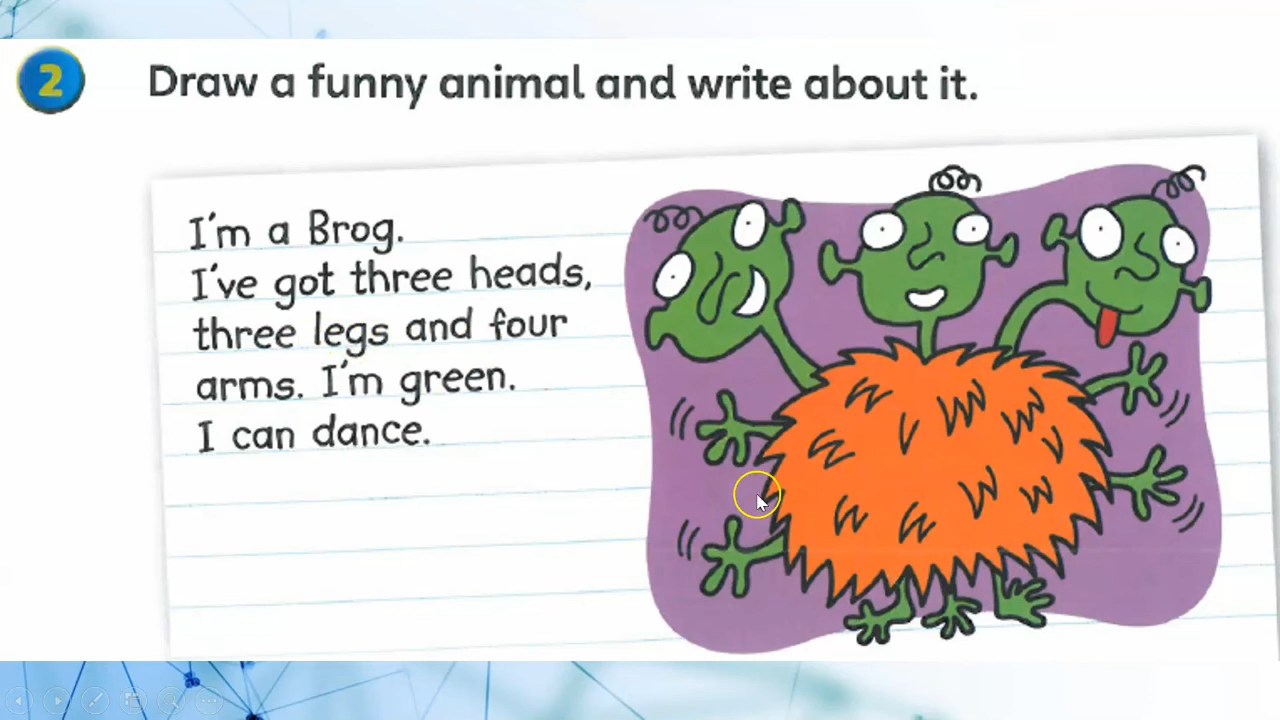 2
Draw a funny animal and write about it.
I'm a Brog.
I've got three heads,
three legs and four
arms. I'm green.
I can dance.